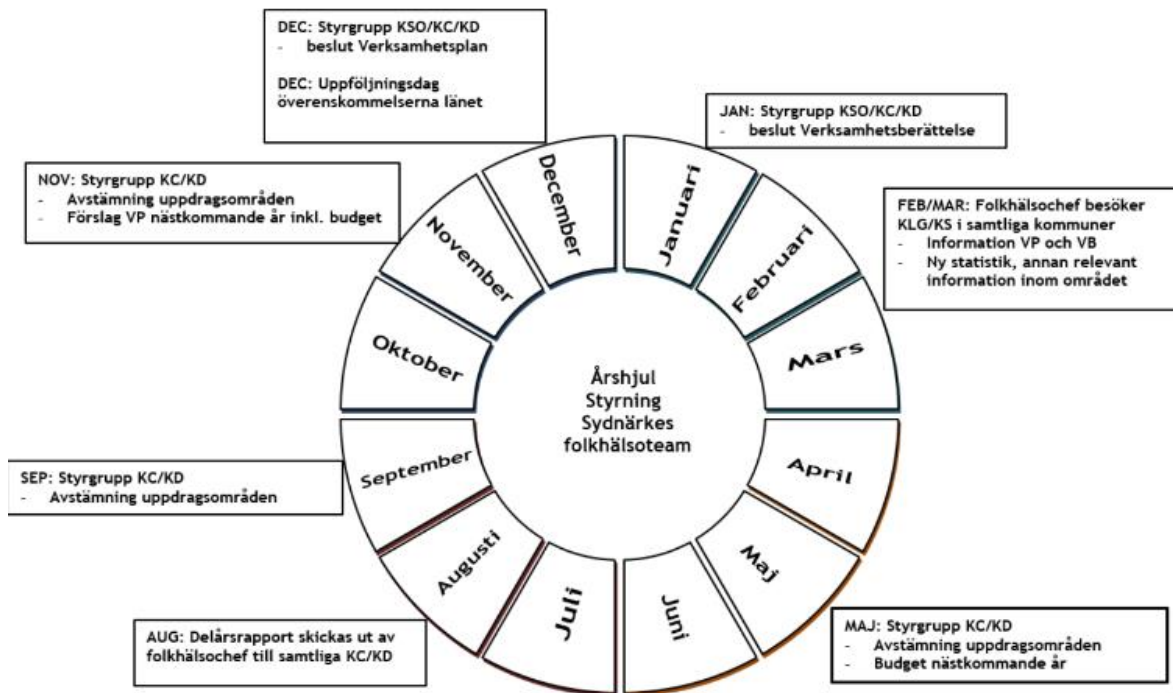 DEC: Styrgrupp KSO/KC/KD
- beslut Verksamhetsplan
DEC: Uppföljningsdag
överenskommelserna länet
JAN: Styrgrupp KSO/KC/KD
- beslut Verksamhetsberättelse
NOV: Styrgrupp KC/KD
- Avstämning uppdragsområden
- Förslag VP nästkommande år inkl. budget
FEB/MAR: Folkhälsochef besöker
KLG/KS i samtliga kommuner
- Information VP och VB
- Ny statistik, annan relevant
information inom området
Januari
Februari
Mars
April
Maj
Juni
Juli
Augusti
September
Oktober
November
December
Årshjul
Styrning
Sydnärkes
folkhälsoteam
SEP: Styrgrupp KC/KD
- Avstämning uppdragsområden
AUG: Delårsrapport skickas ut av
folkhälsochef till samtliga KC/KD
MAJ: Styrgrupp KC/KD
- Avstämning uppdragsområden
- Budget nästkommande år